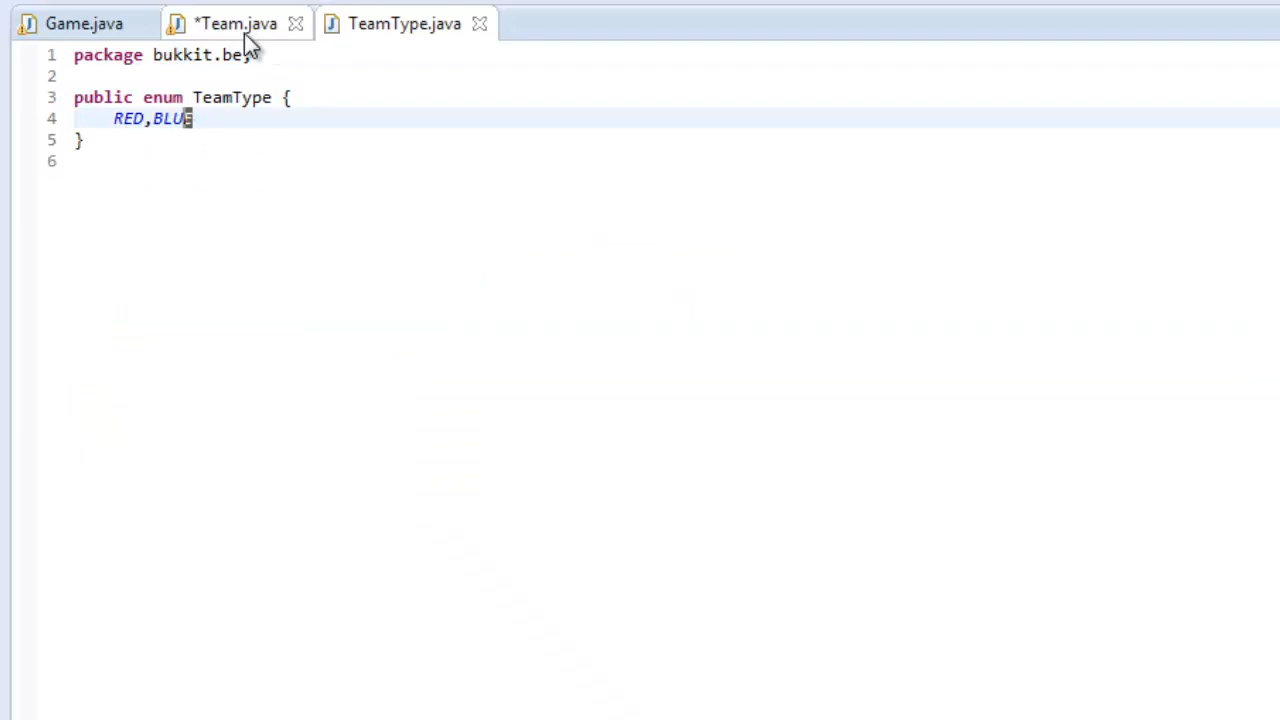 Game.java *Team.java TeamType.java
1 package bukkit.be;
2
3 public enum TeamType {
4 RED,BLUE
5 }
6